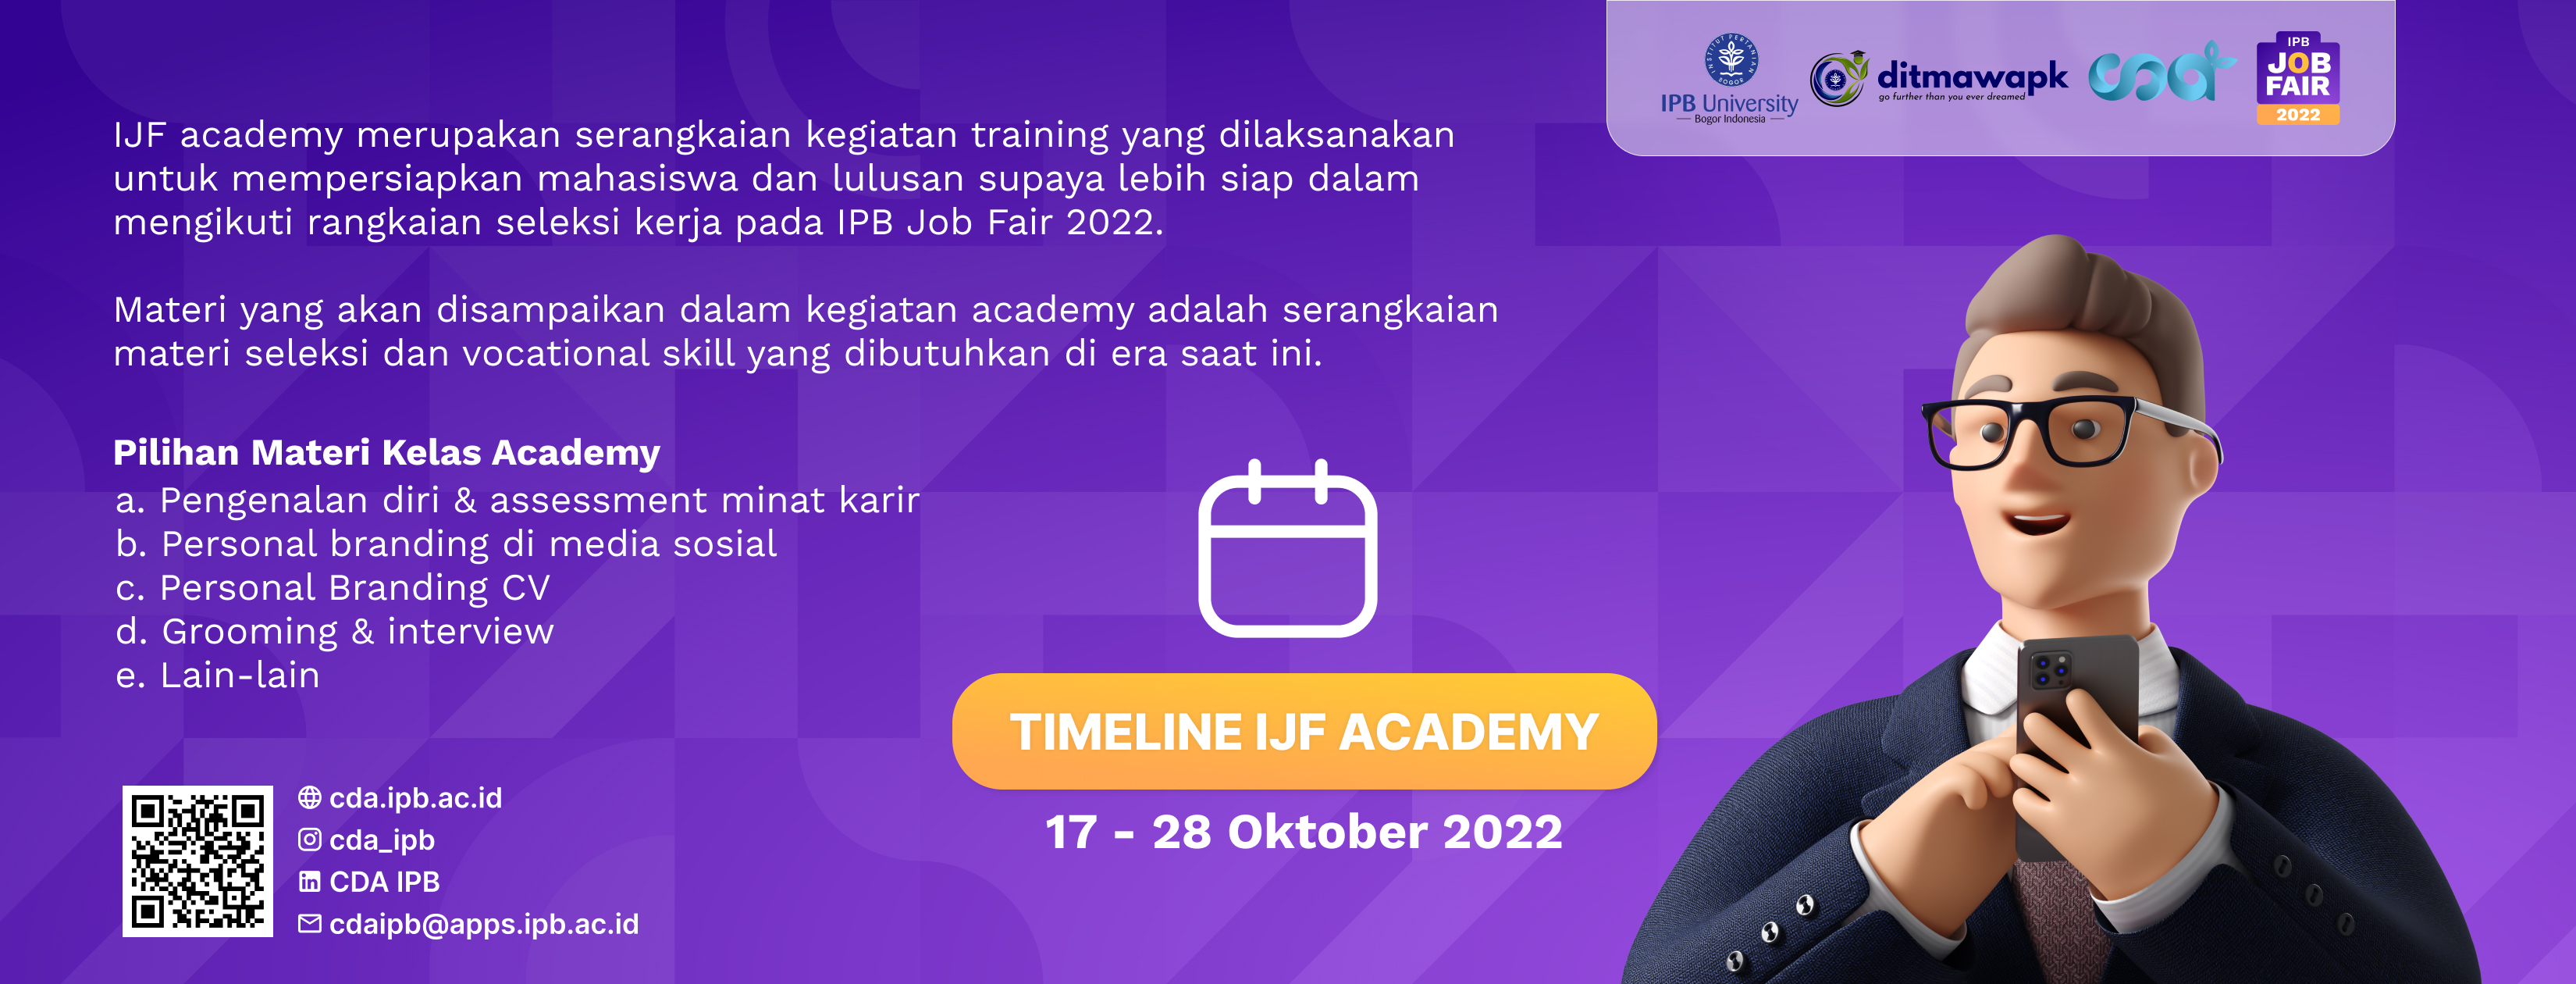 IJF academy merupakan serangkaian kegiatan training yang dilaksanakan
untuk mempersiapkan mahasiswa dan lulusan supaya lebih siap dalam
mengikuti rangkaian seleksi kerja pada IPB Job Fair 2022.
Materi yang akan disampaikan dalam kegiatan academy adalah serangkaian
materi seleksi dan vocational skill yang dibutuhkan di era saat ini.
Pilihan Materi Kelas Academy
a. Pengenalan diri & assessment minat karir
b. Personal branding di media sosial
c. Personal Branding CV
d. Grooming & interview
e. Lain-lain
cda.ipb.ac.id
cda_ipb
CDA IPB
cdaipb@apps.ipb.ac.id
TIMELINE IJF ACADEMY
17 - 28 Oktober 2022
INSTITUT PERTANIAN BOGOR
IPB University
Bogor Indonesia
ditmawapk
go further than you ever dreamed
cda
IPB
JOB
FAIR
2022